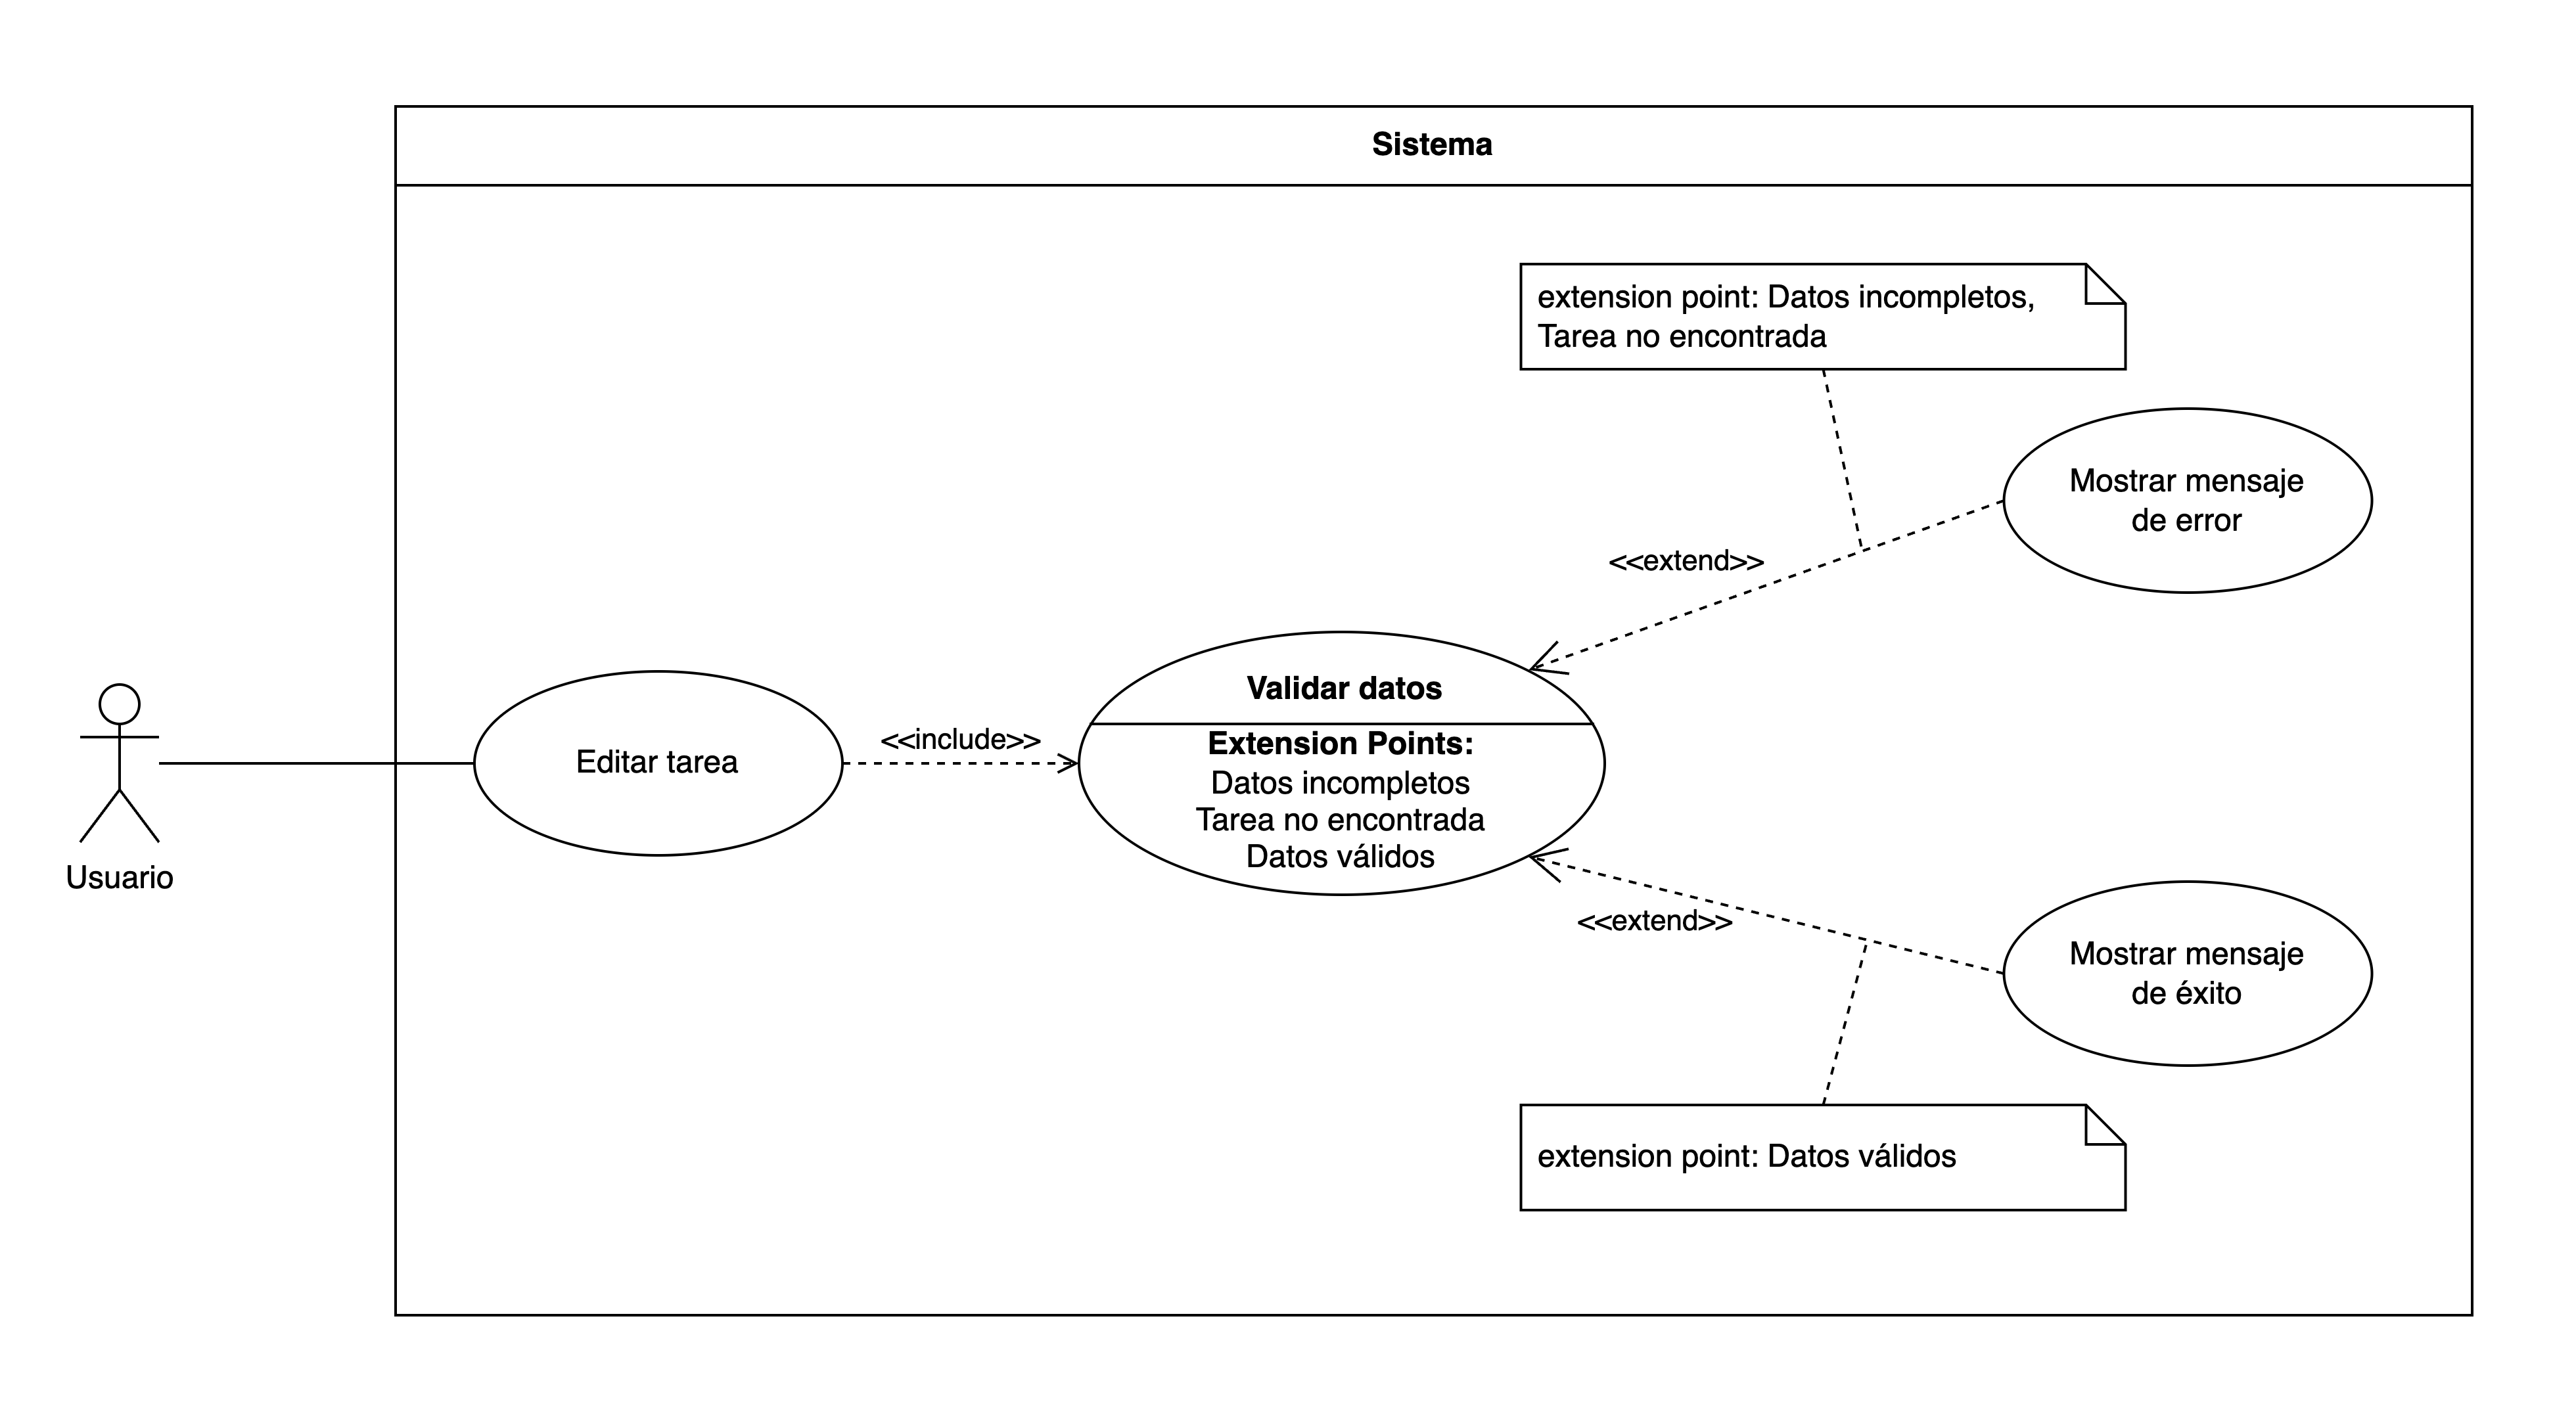 Sistema
extension point: Datos incompletos,
Tarea no encontrada
Mostrar mensaje
de error
<<extend>>
Validar datos
Extension Points:
Datos incompletos
Tarea no encontrada
Datos válidos
<<include>>
Editar tarea
Usuario
<<extend>>
Mostrar mensaje
de éxito
extension point: Datos válidos